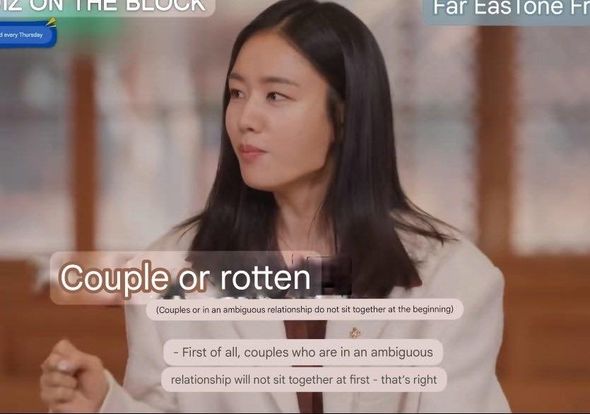 IZ ON THE BLOCK
Far EasTone Fr
d every Thursday
Couple or rotten
(Couples or in an ambiguous relationship do not sit together at the beginning)
- First of all, couples who are in an ambiguous
relationship will not sit together at first - that's right